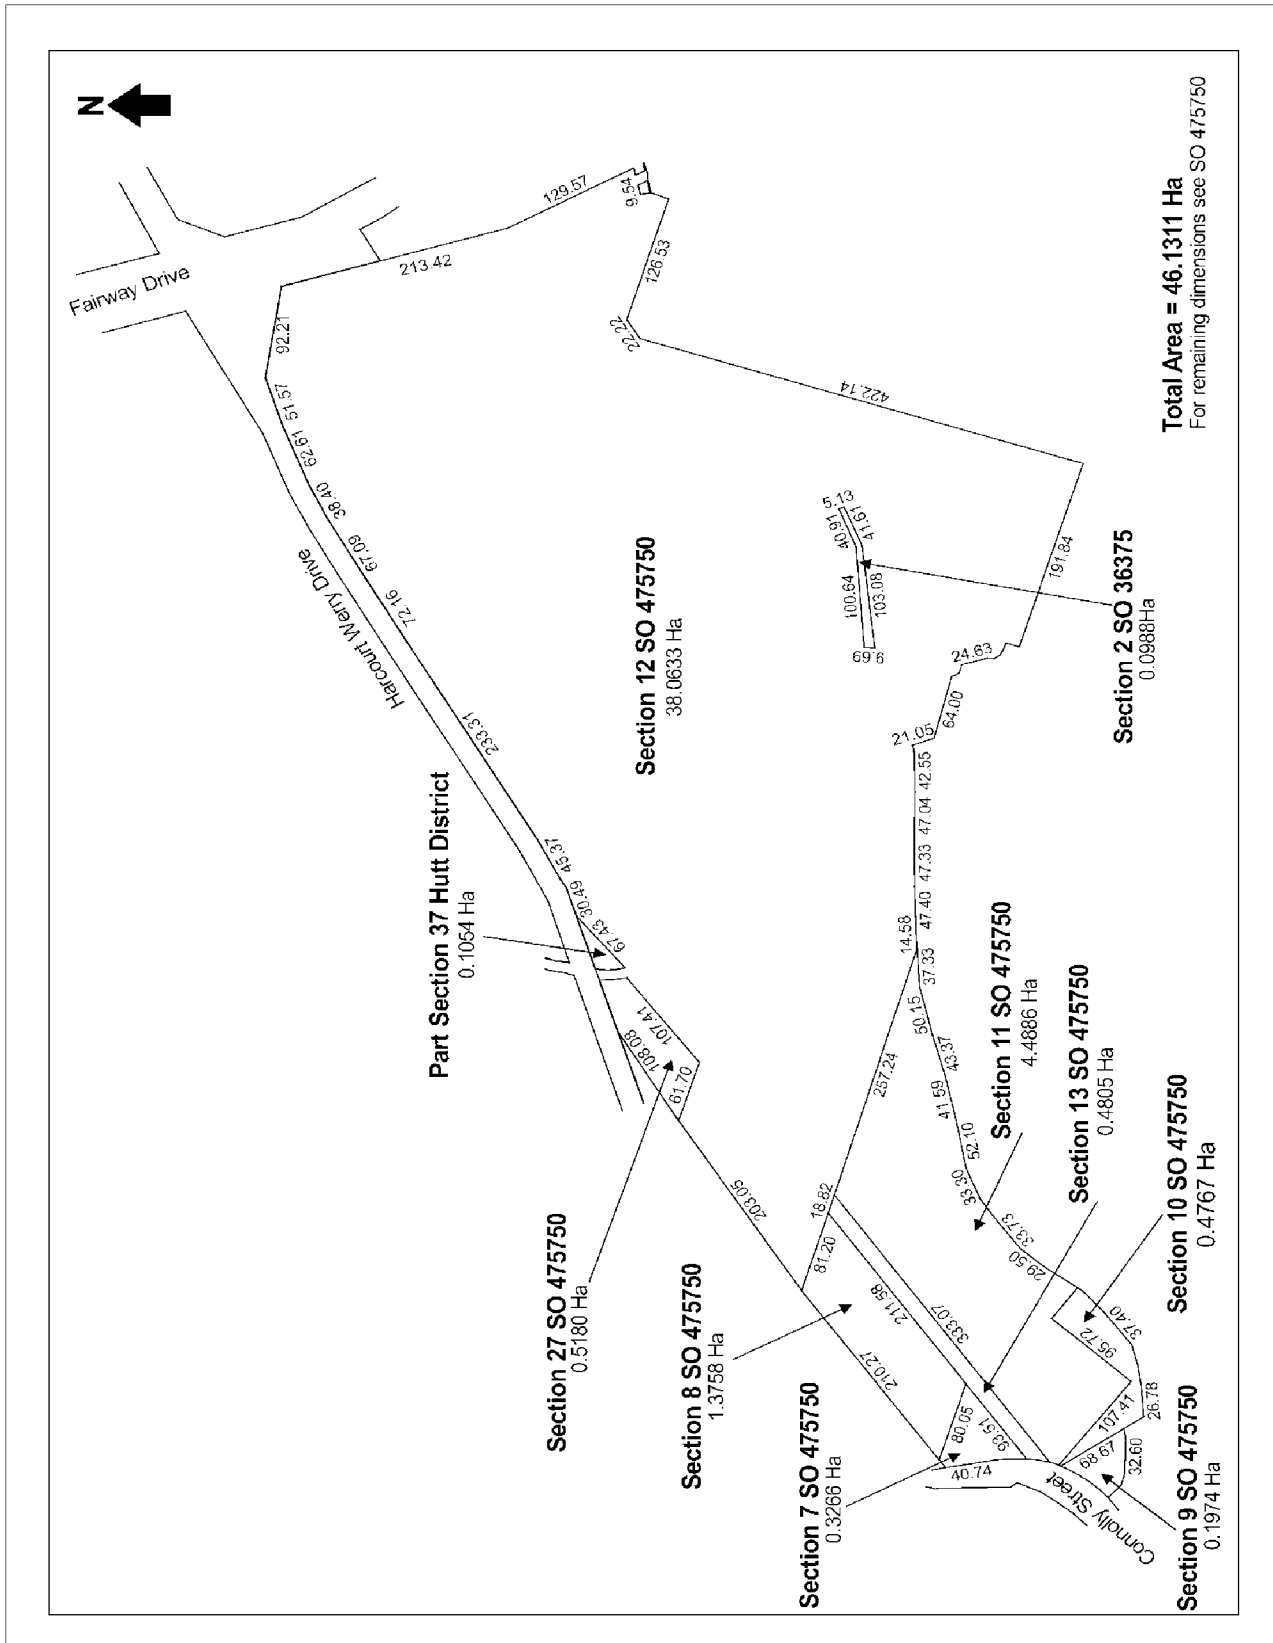 N
Fairway Drive
Harcourt Werry Drive
92.21
51.57
62.61
38.40
67.09
72.16
233.31
45.37
30.49
67.43
213.42
129.57
9.54
126.53
22.22
422.14
191.84
24.63
64.00
21.05
42.55
47.04
47.33
47.40
14.58
37.33
50.15
43.37
41.59
52.10
33.30
33.73
29.50
37.40
26.78
96.72
107.41
68.67
32.60
40.74
80.05
93.51
333.07
211.58
210.27
81.20
18.82
257.24
203.05
61.70
108.08
107.41
5.13
40.91
41.61
100.64
103.08
9.69
Part Section 37 Hutt District
0.1054 Ha
Section 12 SO 475750
38.0633 Ha
Section 2 SO 36375
0.0988Ha
Section 27 SO 475750
0.5180 Ha
Section 8 SO 475750
1.3758 Ha
Section 7 SO 475750
0.3266 Ha
Section 11 SO 475750
4.4886 Ha
Section 13 SO 475750
0.4805 Ha
Section 10 SO 475750
0.4767 Ha
Section 9 SO 475750
0.1974 Ha
Connolly Street
Total Area = 46.1311 Ha
For remaining dimensions see SO 475750